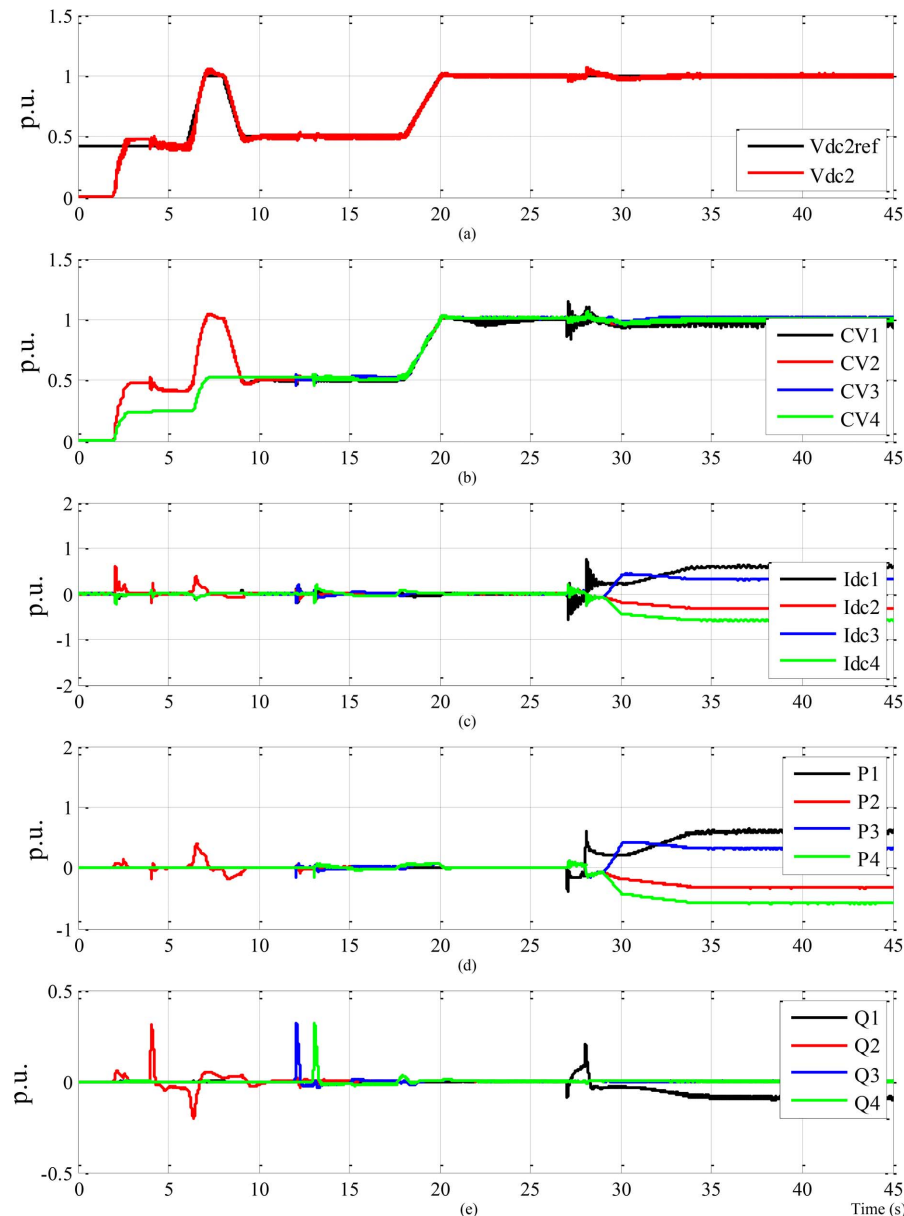 1.5
1
0.5
0
p.u.
Vdc2ref
Vdc2
0 5 10 15 20 25 30 35 40 45
(a)
1.5
1
0.5
0
p.u.
CV1
CV2
CV3
CV4
0 5 10 15 20 25 30 35 40 45
(b)
2
1
0
-1
-2
p.u.
Idc1
Idc2
Idc3
Idc4
0 5 10 15 20 25 30 35 40 45
(c)
2
1
0
-1
p.u.
P1
P2
P3
P4
0 5 10 15 20 25 30 35 40 45
(d)
0.5
0
-0.5
p.u.
Q1
Q2
Q3
Q4
0 5 10 15 20 25 30 35 40 45
(e)
Time (s)